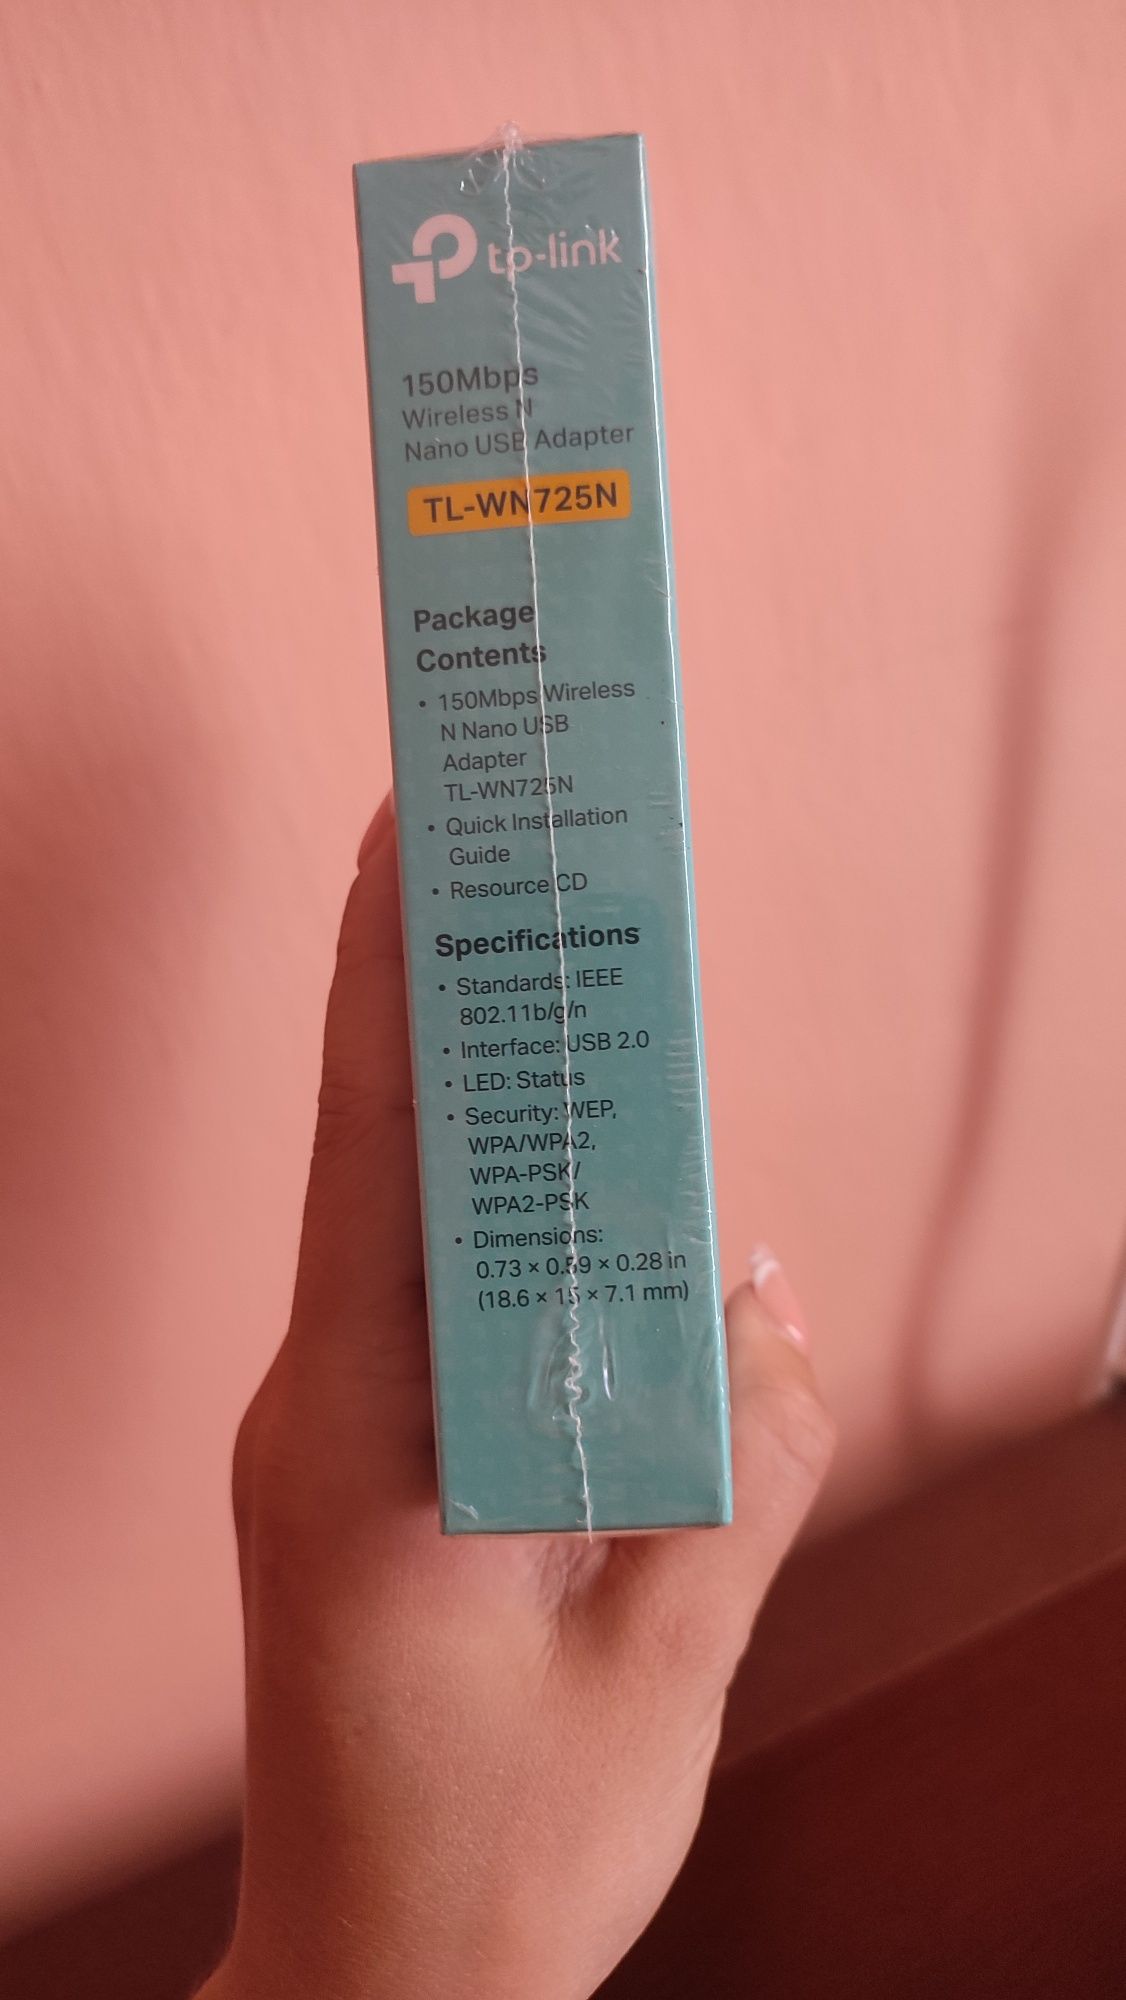 tp-link
150Mbps
Wireless N
Nano USB Adapter
TL-WN725N
Package
Contents
• 150Mbps Wireless
N Nano USB
Adapter
TL-WN725N
• Quick Installation
Guide
• Resource CD
Specifications
• Standards: IEEE
802.11b/g/n
• Interface: USB 2.0
• LED: Status
• Security: WEP,
WPA/WPA2,
WPA-PSK/
WPA2-PSK
• Dimensions:
0.73 × 0.59 × 0.28 in
(18.6 × 15 × 7.1 mm)